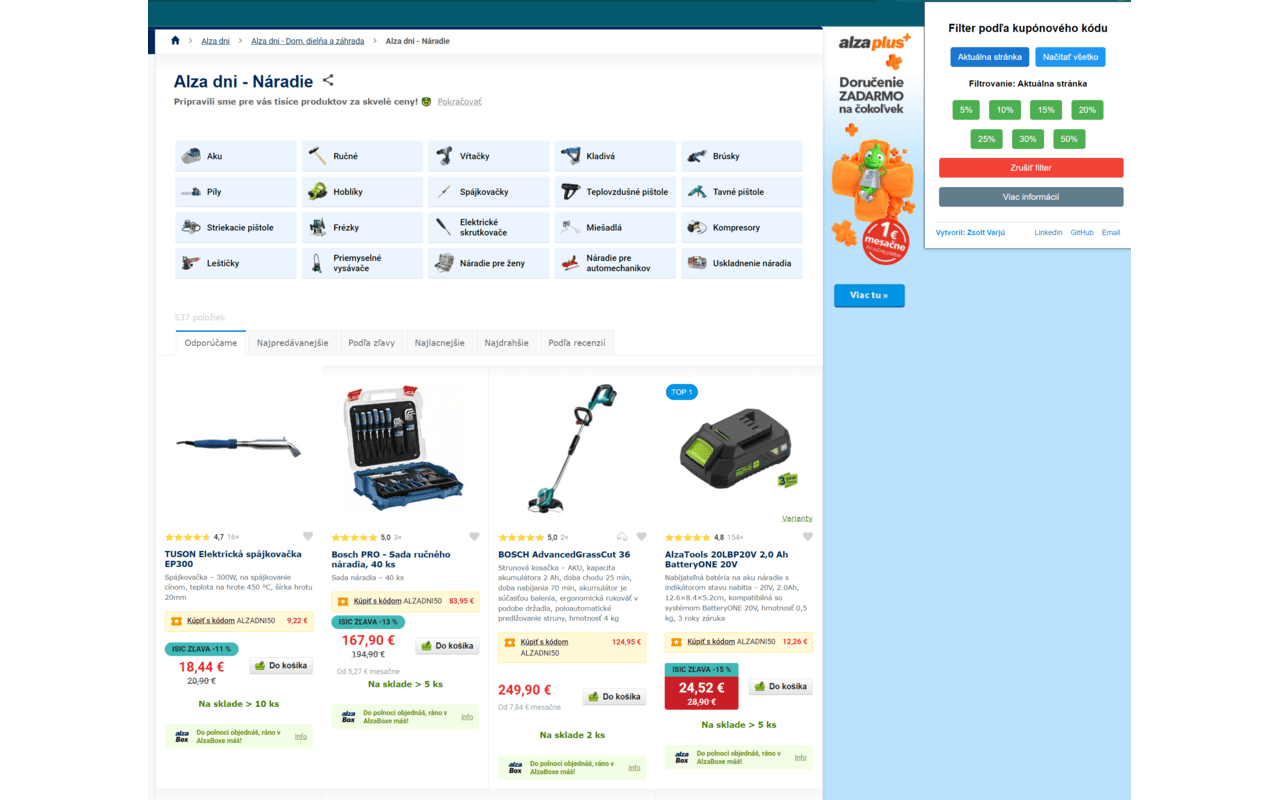 Alza dni
Alza dni - Dom, dielňa a záhrada
Alza dni - Náradie
Alza dni - Náradie
Pripravili sme pre vás tisíce produktov za skvelé ceny!
Pokračovať
Aku
Ručné
Vŕtačky
Kladivá
Brúsky
Píly
Hoblíky
Spájkovačky
Teplovzdušné pištole
Tavné pištole
Striekacie pištole
Frézky
Elektrické
skrutkovače
Miešadlá
Kompresory
Leštičky
Priemyselné
vysávače
Náradie pre ženy
Náradie pre
automechanikov
Uskladnenie náradia
537 položiek
Odporúčame
Najpredávanejšie
Podľa zľavy
Najlacnejšie
Najdrahšie
Podľa recenzií
4,7 16×
TUSON Elektrická spájkovačka
EP300
Spájkovačka – 300W, na spájkovanie
cínom, teplota na hrote 450 °C, šírka hrotu
20mm
Kúpiť s kódom ALZADNI50 9,22 €
ISIC ZĽAVA -11 %
18,44 €
20,90 €
Do košíka
Na sklade > 10 ks
alza
Box
Do polnoci objednáš, ráno v
AlzaBoxe máš!
Info
5,0 3×
Bosch PRO - Sada ručného
náradia, 40 ks
Sada náradia – 40 ks
Kúpiť s kódom ALZADNI50 83,95 €
ISIC ZĽAVA -13 %
167,90 €
194,90 €
Do košíka
Od 5,27 € mesačne
Na sklade > 5 ks
alza
Box
Do polnoci objednáš, ráno v
AlzaBoxe máš!
Info
5,0 2×
BOSCH AdvancedGrassCut 36
Strunová kosačka – AKU, kapacita
akumulátora 2 Ah, doba chodu 25 min,
doba nabíjania 70 min, akumulátor je
súčasťou balenia, ergonomická rukoväť v
podobe držadla, poloautomatické
predlžovanie struny, hmotnosť 4 kg
Kúpiť s kódom
ALZADNI50
124,95 €
249,90 €
Od 7,84 € mesačne
Do košíka
Na sklade 2 ks
alza
Box
Do polnoci objednáš, ráno v
AlzaBoxe máš!
Info
TOP 1
Varianty
4,8 154×
AlzaTools 20LBP20V 2,0 Ah
BatteryONE 20V
Nabíjateľná batéria na aku náradie s
indikátorom stavu nabitia - 20V, 2.0Ah,
12.6×8.4×5.2cm, kompatibilná so
systémom BatteryONE 20V, hmotnosť 0,5
kg, 3 roky záruka
Kúpiť s kódom ALZADNI50 12,26 €
ISIC ZĽAVA -15 %
24,52 €
28,90 €
Do košíka
Na sklade > 5 ks
alza
Box
Do polnoci objednáš, ráno v
AlzaBoxe máš!
Info
alzaplus+
Doručenie
ZADARMO
na čokoľvek
1€
mesačne
Viac tu »
Filter podľa kupónového kódu
Aktuálna stránka
Načítať všetko
Filtrovanie: Aktuálna stránka
5%
10%
15%
20%
25%
30%
50%
Zrušiť filter
Viac informácií
Vytvoril: Zsolt Varjú
LinkedIn
GitHub
Email